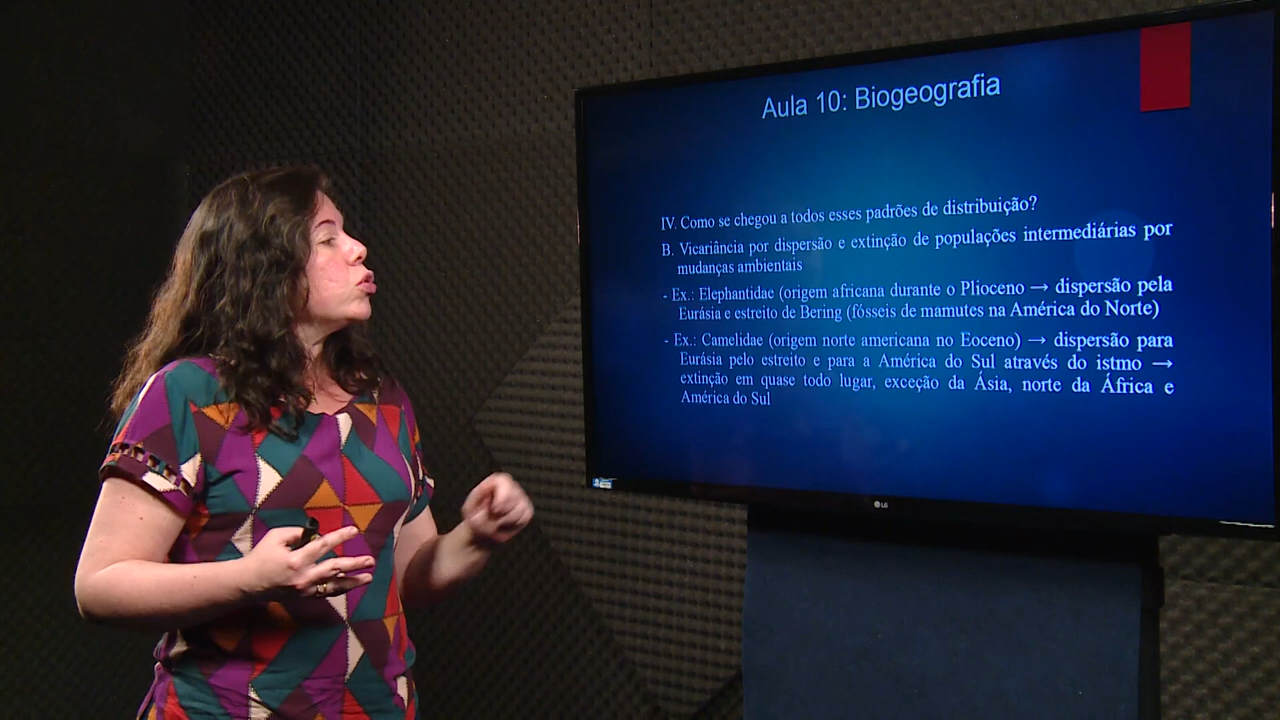 Aula 10: Biogeografia
IV. Como se chegou a todos esses padrões de distribuição?
B. Vicariância por dispersão e extinção de populações intermediárias por
mudanças ambientais
- Ex.: Elephantidae (origem africana durante o Plioceno → dispersão pela
Eurásia e estreito de Bering (fósseis de mamutes na América do Norte)
- Ex.: Camelidae (origem norte americana no Eoceno) → dispersão para
Eurásia pelo estreito e para a América do Sul através do istmo →
extinção em quase todo lugar, exceção da Ásia, norte da África e
América do Sul
LG